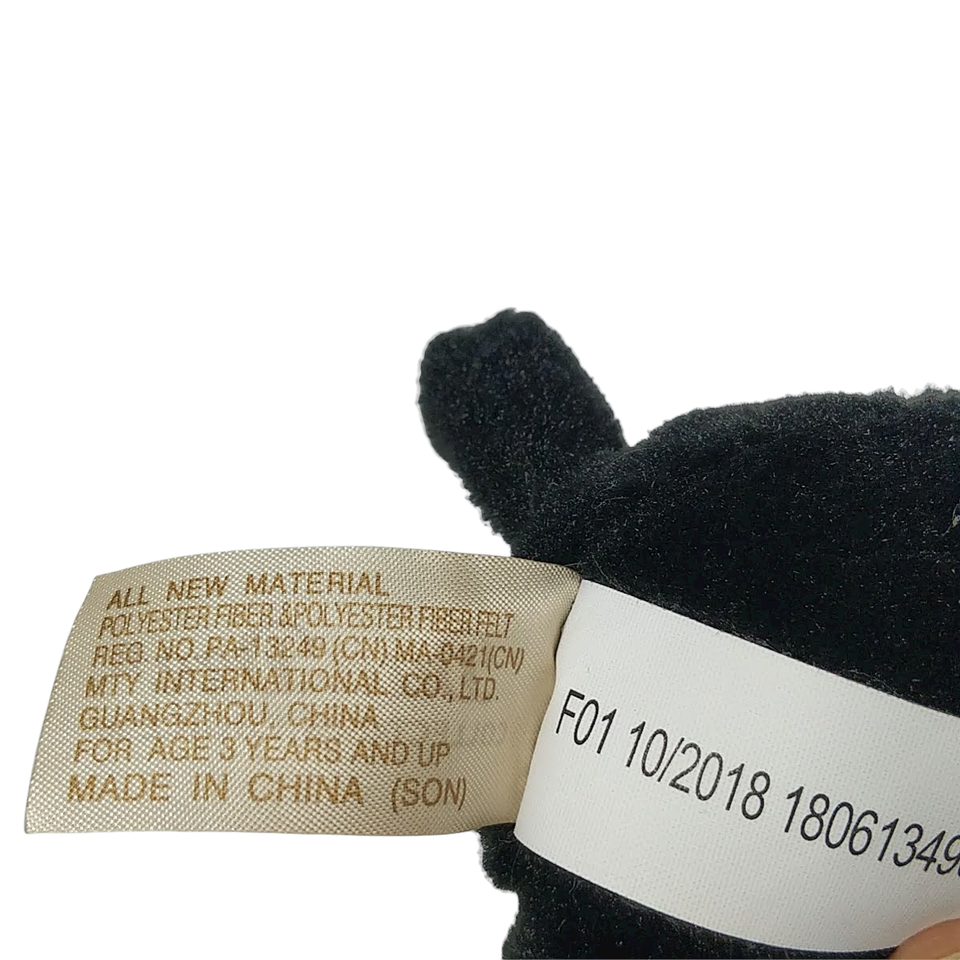 ALL NEW MATERIAL
POLYESTER FIBER & POLYESTER FIBER FELT
REG NO. PA-13249 (CN) MA-0421(CN)
MTY INTERNATIONAL CO., LTD.
GUANGZHOU, CHINA
FOR AGE 3 YEARS AND UP
MADE IN CHINA (SON)
F01 10/2018 18061349